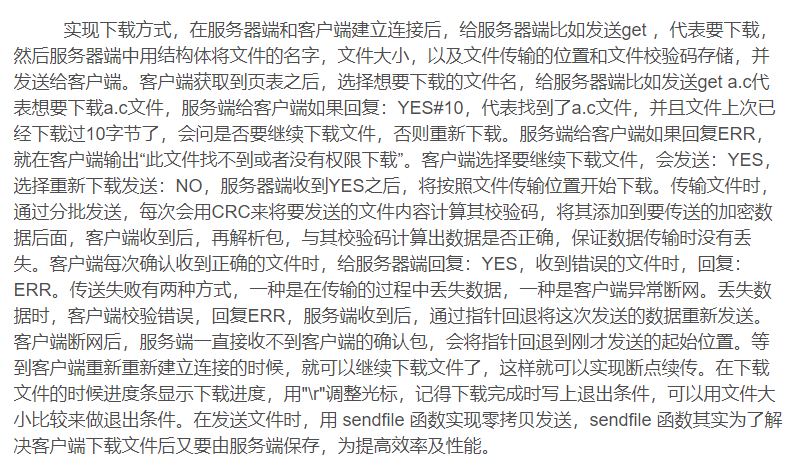 实现下载方式，在服务器端和客户端建立连接后，给服务器端比如发送get ，代表要下载，
然后服务器端中用结构体将文件的名字，文件大小，以及文件传输的位置和文件校验码存储，并
发送给客户端。客户端获取到页表之后，选择想要下载的文件名，给服务器端比如发送get a.c代
表想要下载a.c文件，服务端给客户端如果回复：YES#10，代表找到了a.c文件，并且文件上次已
经下载过10字节了，会问是否要继续下载文件，否则重新下载。服务端给客户端如果回复ERR，
就在客户端输出“此文件找不到或者没有权限下载”。客户端选择要继续下载文件，会发送：YES，
选择重新下载发送：NO，服务器端收到YES之后，将按照文件传输位置开始下载。传输文件时，
通过分批发送，每次会用CRC来将要发送的文件内容计算其校验码，将其添加到要传送的加密数
据后面，客户端收到后，再解析包，与其校验码计算出数据是否正确，保证数据传输时没有丢
失。客户端每次确认收到正确的文件时，给服务器端回复：YES，收到错误的文件时，回复：
ERR。传送失败有两种方式，一种是在传输的过程中丢失数据，一种是客户端异常断网。丢失数
据时，客户端校验错误，回复ERR，服务端收到后，通过指针回退将这次发送的数据重新发送。
客户端断网后，服务端一直接收不到客户端的确认包，会将指针回退到刚才发送的起始位置。等
到客户端重新重新建立连接的时候，就可以继续下载文件了，这样就可以实现断点续传。在下载
文件的时候进度条显示下载进度，用"\r"调整光标，记得下载完成时写上退出条件，可以用文件大
小比较来做退出条件。在发送文件时，用 sendfile 函数实现零拷贝发送，sendfile 函数其实为了解
决客户端下载文件后又要由服务端保存，为提高效率及性能。